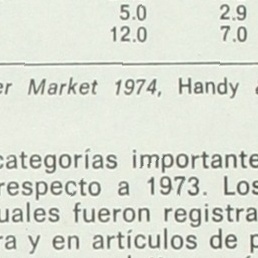 5.0 2.9
12.0 7.0
er Market 1974, Handy
categorías importante
respecto a 1973. Los
uales fueron registra
ra y en artículos de p